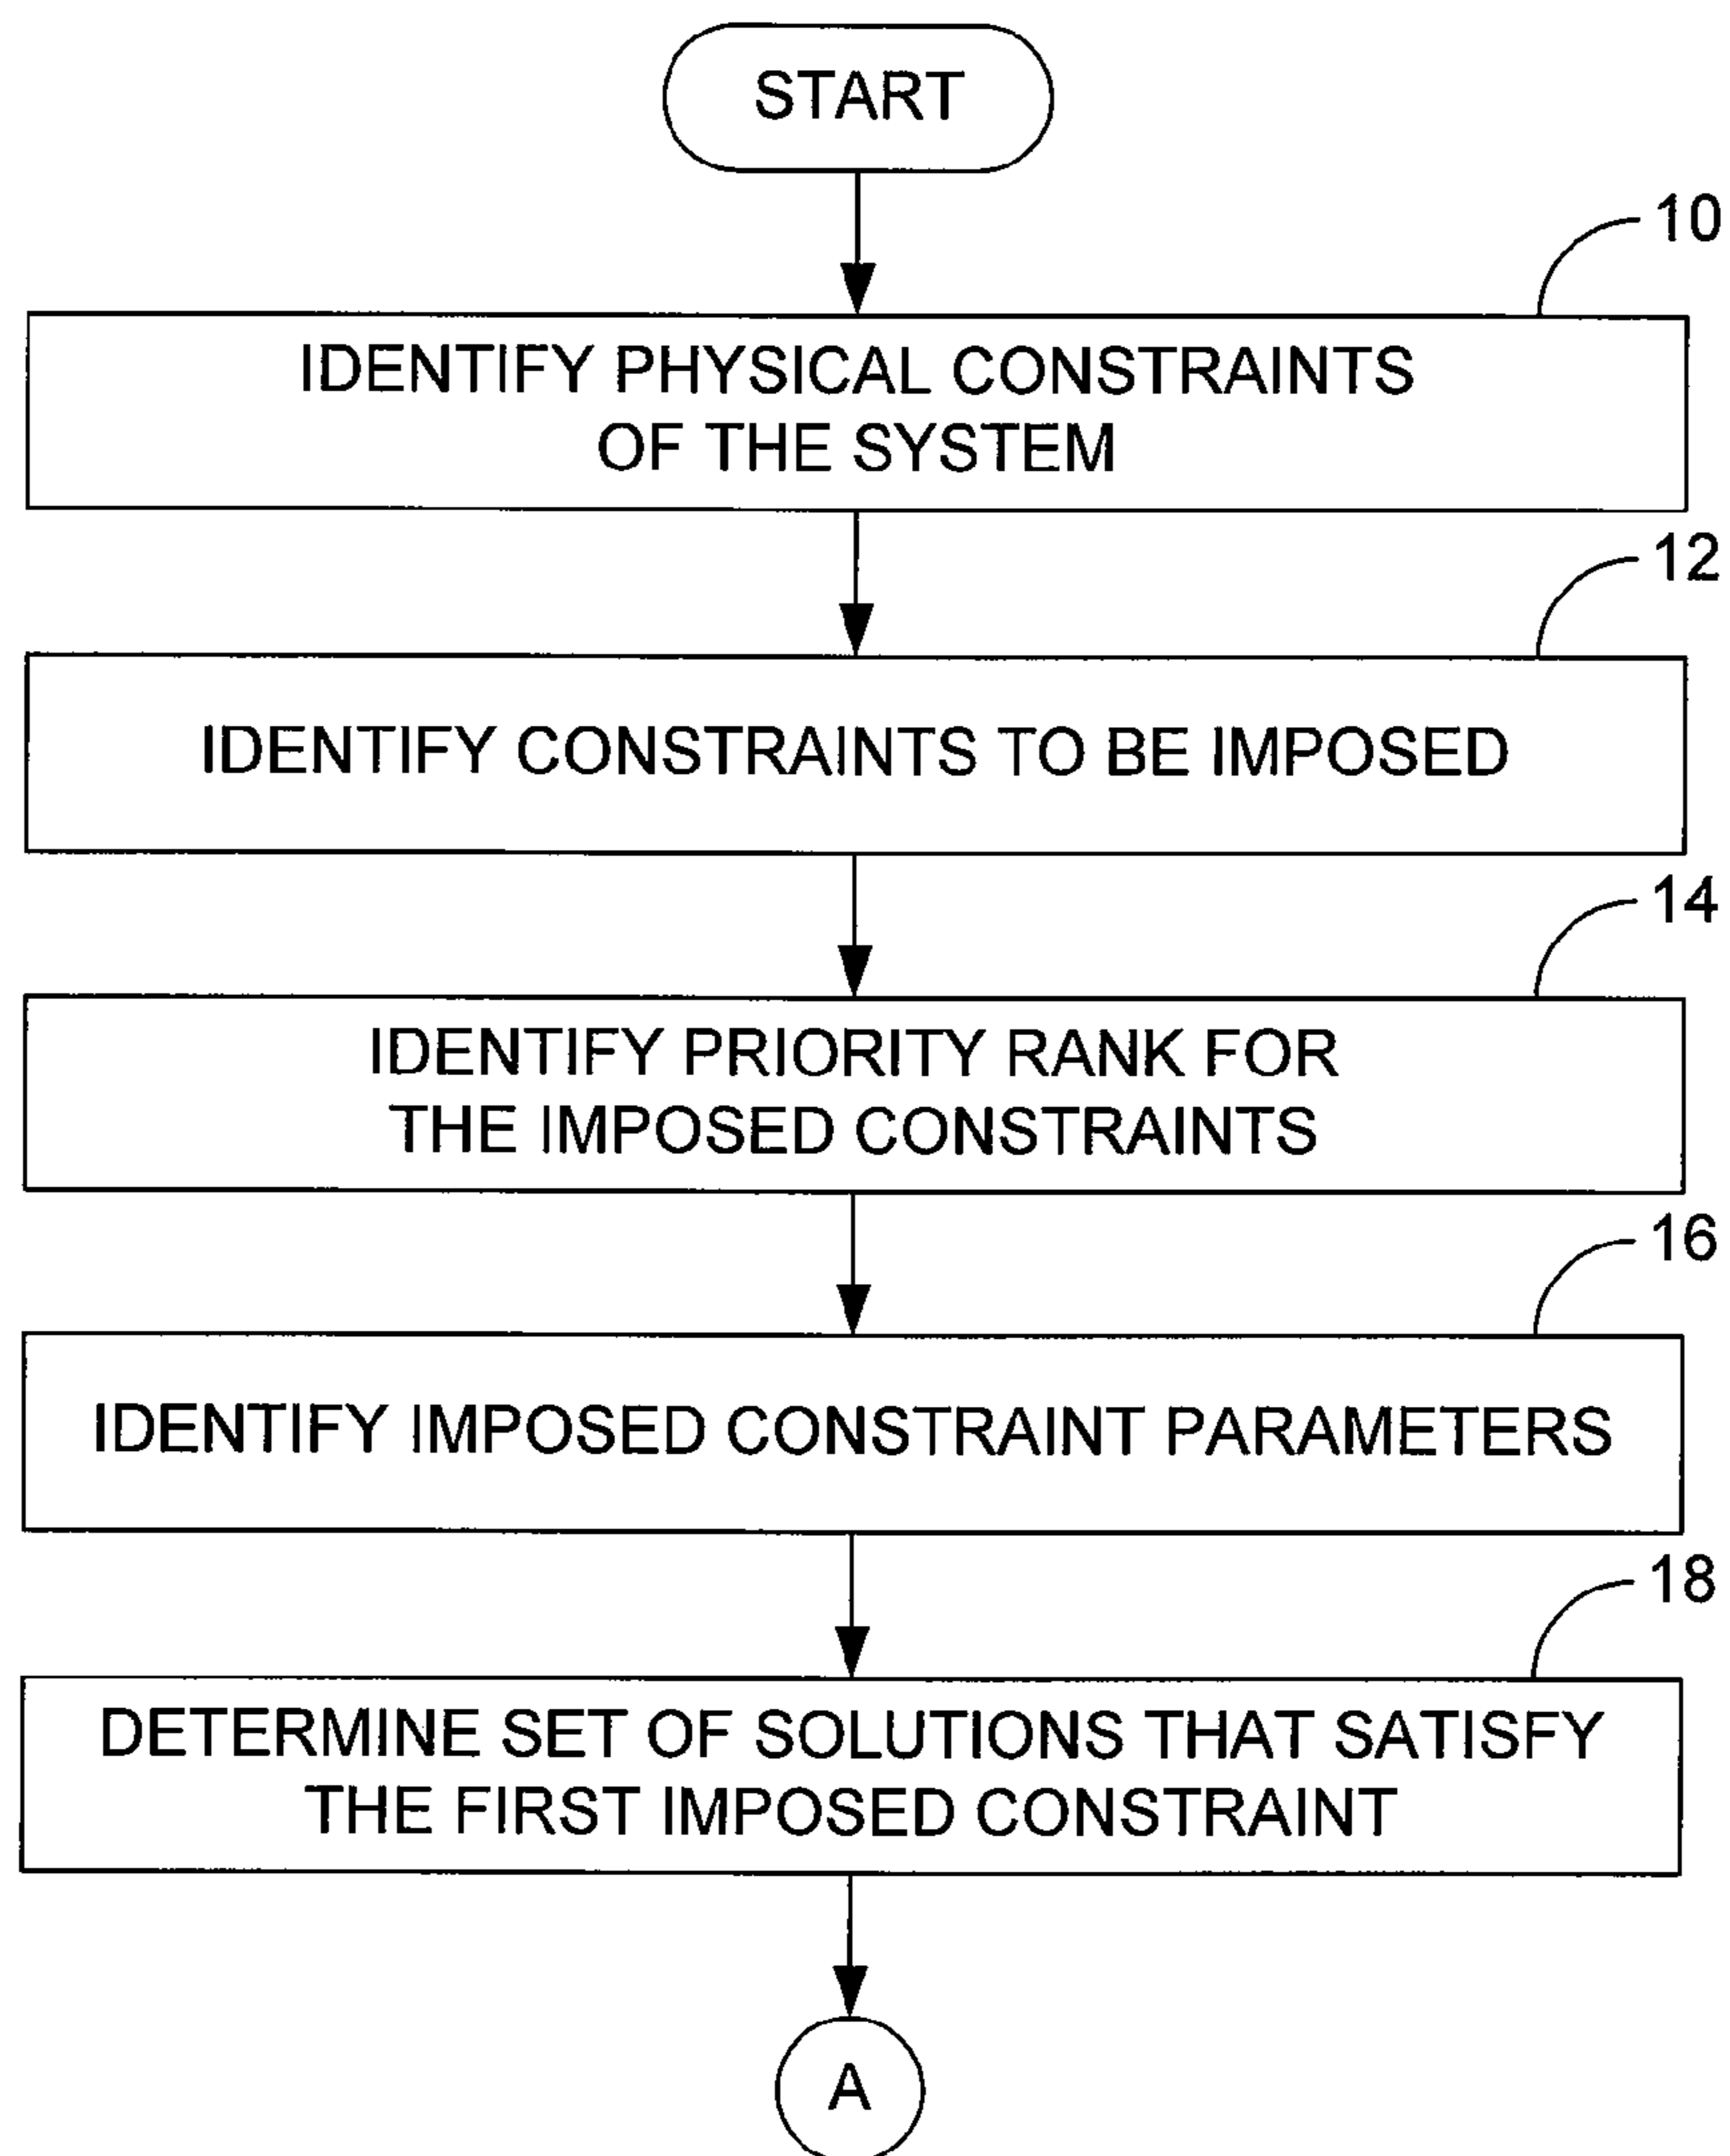 START
10
IDENTIFY PHYSICAL CONSTRAINTS
OF THE SYSTEM
12
IDENTIFY CONSTRAINTS TO BE IMPOSED
14
IDENTIFY PRIORITY RANK FOR
THE IMPOSED CONSTRAINTS
16
IDENTIFY IMPOSED CONSTRAINT PARAMETERS
18
DETERMINE SET OF SOLUTIONS THAT SATISFY
THE FIRST IMPOSED CONSTRAINT
A